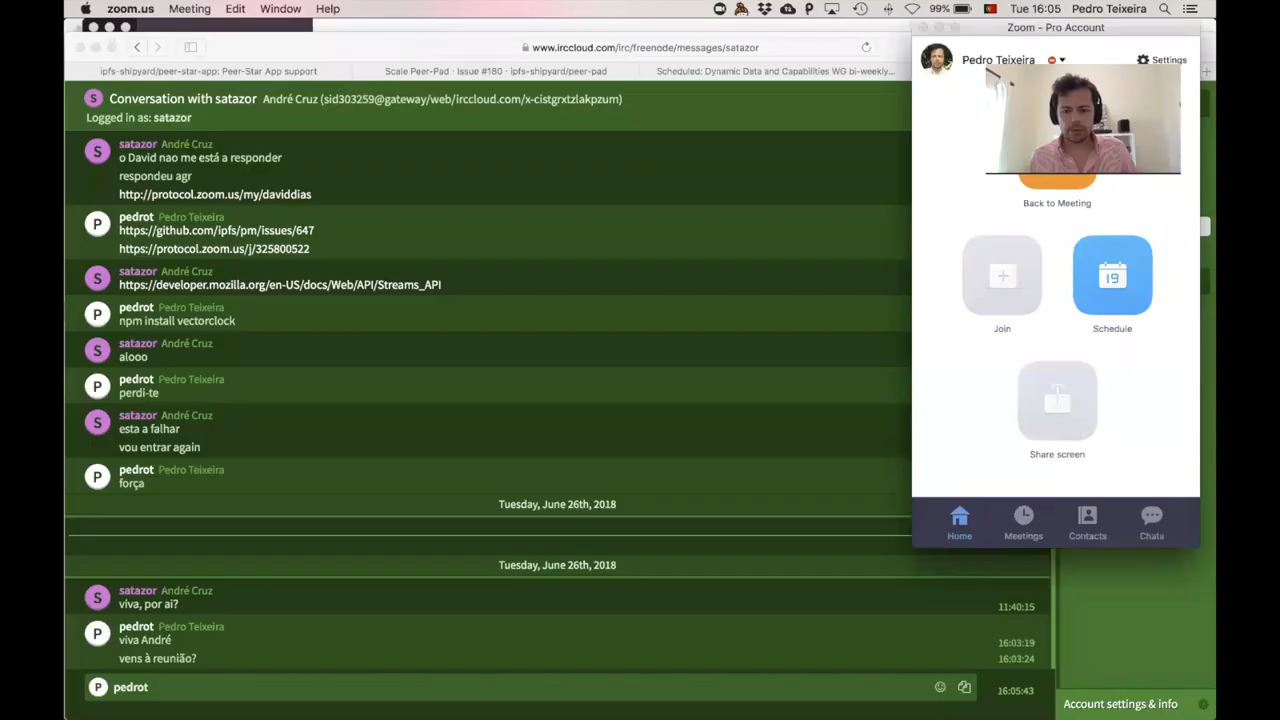 zoom.us Meeting Edit Window Help
99% Tue 16:05 Pedro Teixeira
Zoom - Pro Account
www.irccloud.com/irc/freenode/messages/satazor
ipfs-shipyard/peer-star-app: Peer-Star App support
Scale Peer-Pad · Issue #180 · ipfs-shipyard/peer-pad
Scheduled: Dynamic Data and Capabilities WG bi-weekly...
Pedro Teixeira
Settings
S Conversation with satazor André Cruz (sid303259@gateway/web/irccloud.com/x-cistgrxtzlakpzum)
Logged in as: satazor
S satazor André Cruz
o David nao me está a responder
respondeu agr
http://protocol.zoom.us/my/daviddias
P pedrot Pedro Teixeira
https://github.com/ipfs/pm/issues/647
https://protocol.zoom.us/j/325800522
S satazor André Cruz
https://developer.mozilla.org/en-US/docs/Web/API/Streams_API
P pedrot Pedro Teixeira
npm install vectorclock
S satazor André Cruz
alooo
P pedrot Pedro Teixeira
perdi-te
S satazor André Cruz
esta a falhar
vou entrar again
P pedrot Pedro Teixeira
força
Tuesday, June 26th, 2018
Tuesday, June 26th, 2018
S satazor André Cruz
viva, por ai?
11:40:15
P pedrot Pedro Teixeira
viva André
16:03:19
vens à reunião?
16:03:24
P pedrot
16:05:43
Back to Meeting
19
Join
Schedule
Share screen
Home
Meetings
Contacts
Chats
Account settings & info